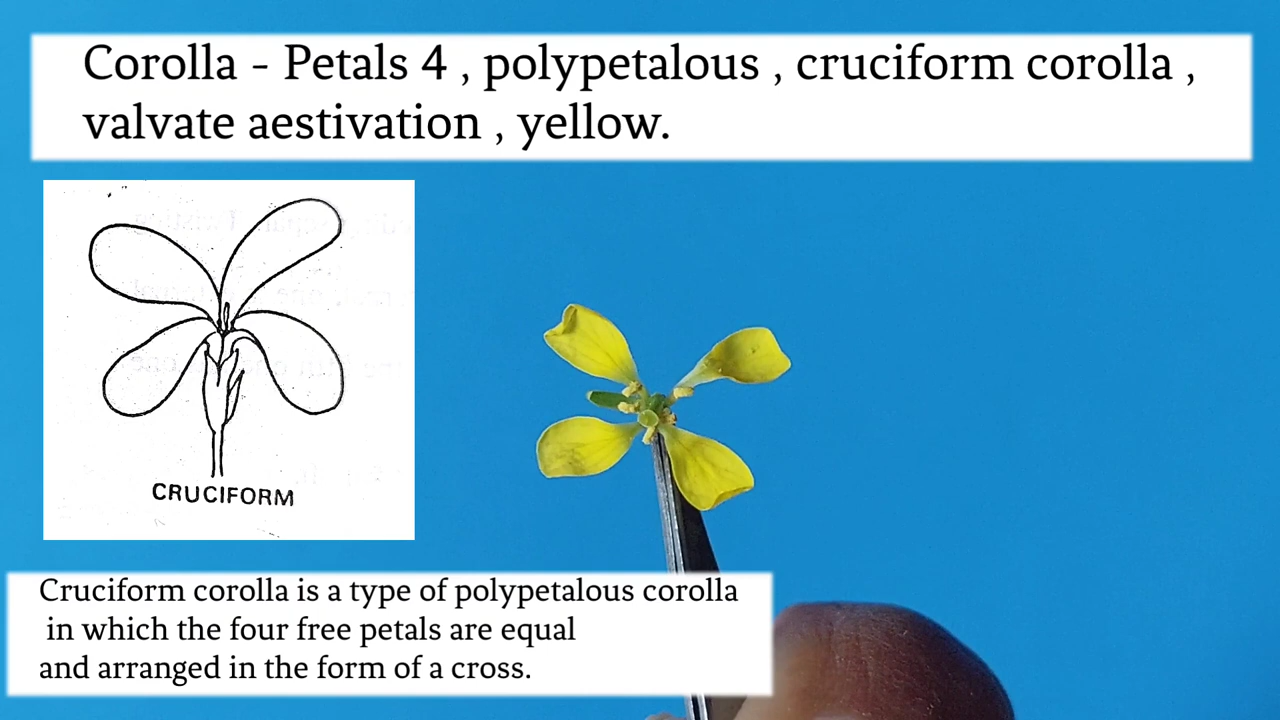 Corolla - Petals 4 , polypetalous , cruciform corolla ,
valvate aestivation , yellow.
CRUCIFORM
Cruciform corolla is a type of polypetalous corolla
in which the four free petals are equal
and arranged in the form of a cross.